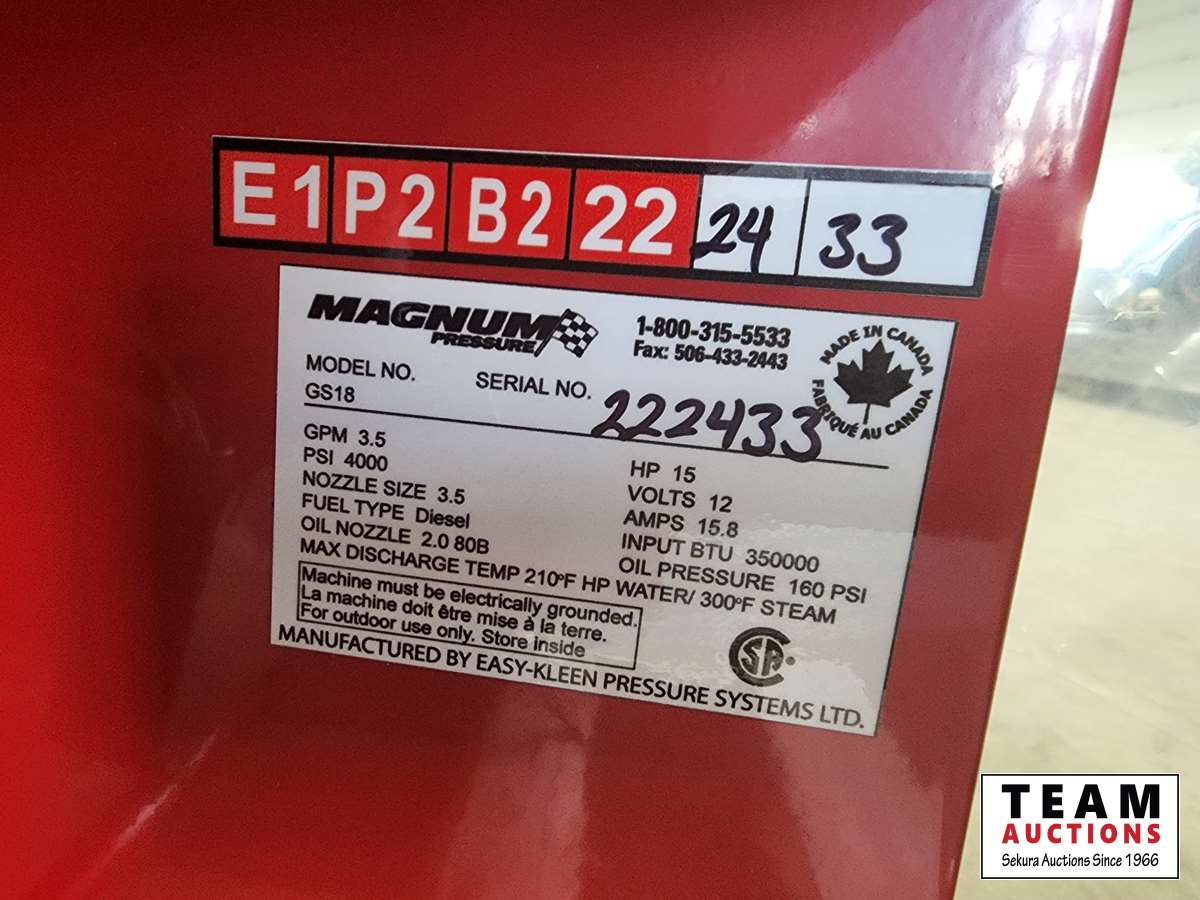 E1 P2 B2 22 24 33
MAGNUM
PRESSURE
1-800-315-5533
Fax: 506-433-2443
MADE IN CANADA
FABRIQUÉ AU CANADA
MODEL NO.
GS18
SERIAL NO. 222433
GPM 3.5
PSI 4000
NOZZLE SIZE 3.5
FUEL TYPE Diesel
OIL NOZZLE 2.0 80B
HP 15
VOLTS 12
AMPS 15.8
INPUT BTU 350000
OIL PRESSURE 160 PSI
MAX DISCHARGE TEMP 210°F HP WATER/ 300°F STEAM
Machine must be electrically grounded.
La machine doit être mise à la terre.
For outdoor use only. Store inside
MANUFACTURED BY EASY-KLEEN PRESSURE SYSTEMS LTD.
TEAM
AUCTIONS
Sekura Auctions Since 1966